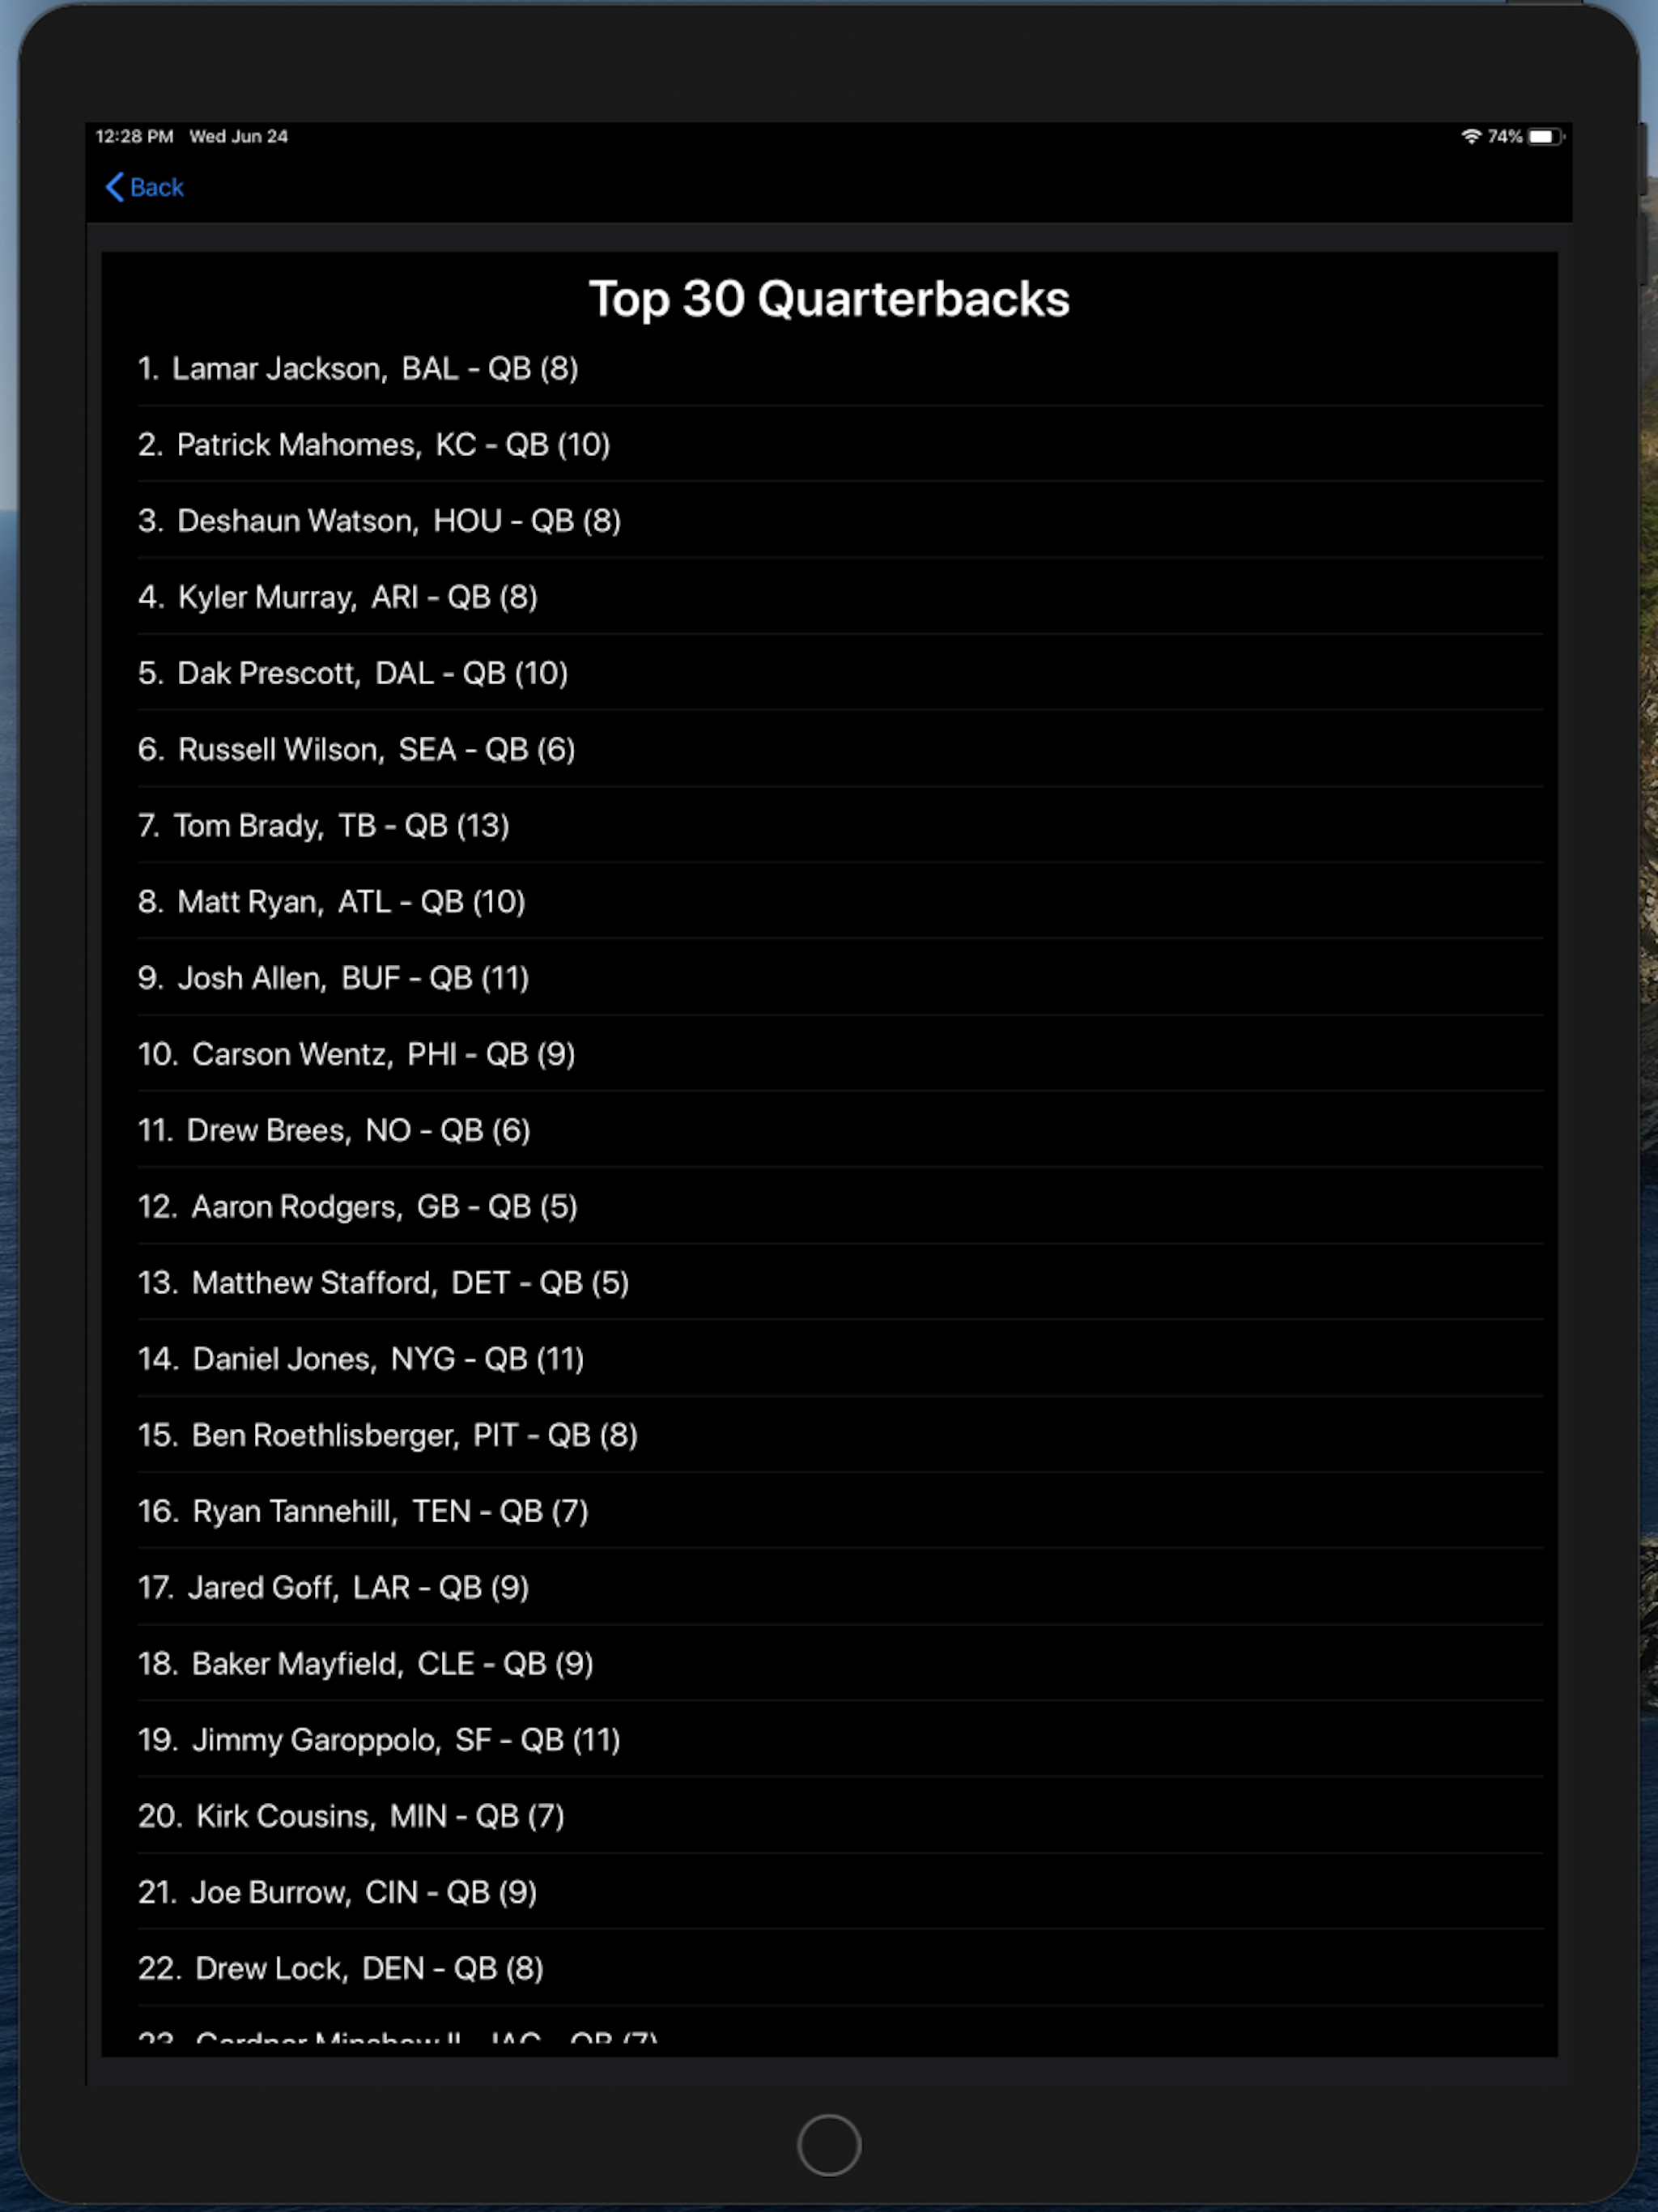 12:28 PM Wed Jun 24 74%
Back
Top 30 Quarterbacks
1. Lamar Jackson, BAL - QB (8)
2. Patrick Mahomes, KC - QB (10)
3. Deshaun Watson, HOU - QB (8)
4. Kyler Murray, ARI - QB (8)
5. Dak Prescott, DAL - QB (10)
6. Russell Wilson, SEA - QB (6)
7. Tom Brady, TB - QB (13)
8. Matt Ryan, ATL - QB (10)
9. Josh Allen, BUF - QB (11)
10. Carson Wentz, PHI - QB (9)
11. Drew Brees, NO - QB (6)
12. Aaron Rodgers, GB - QB (5)
13. Matthew Stafford, DET - QB (5)
14. Daniel Jones, NYG - QB (11)
15. Ben Roethlisberger, PIT - QB (8)
16. Ryan Tannehill, TEN - QB (7)
17. Jared Goff, LAR - QB (9)
18. Baker Mayfield, CLE - QB (9)
19. Jimmy Garoppolo, SF - QB (11)
20. Kirk Cousins, MIN - QB (7)
21. Joe Burrow, CIN - QB (9)
22. Drew Lock, DEN - QB (8)
23. Gardner Minshew II, JAC - QB (7)